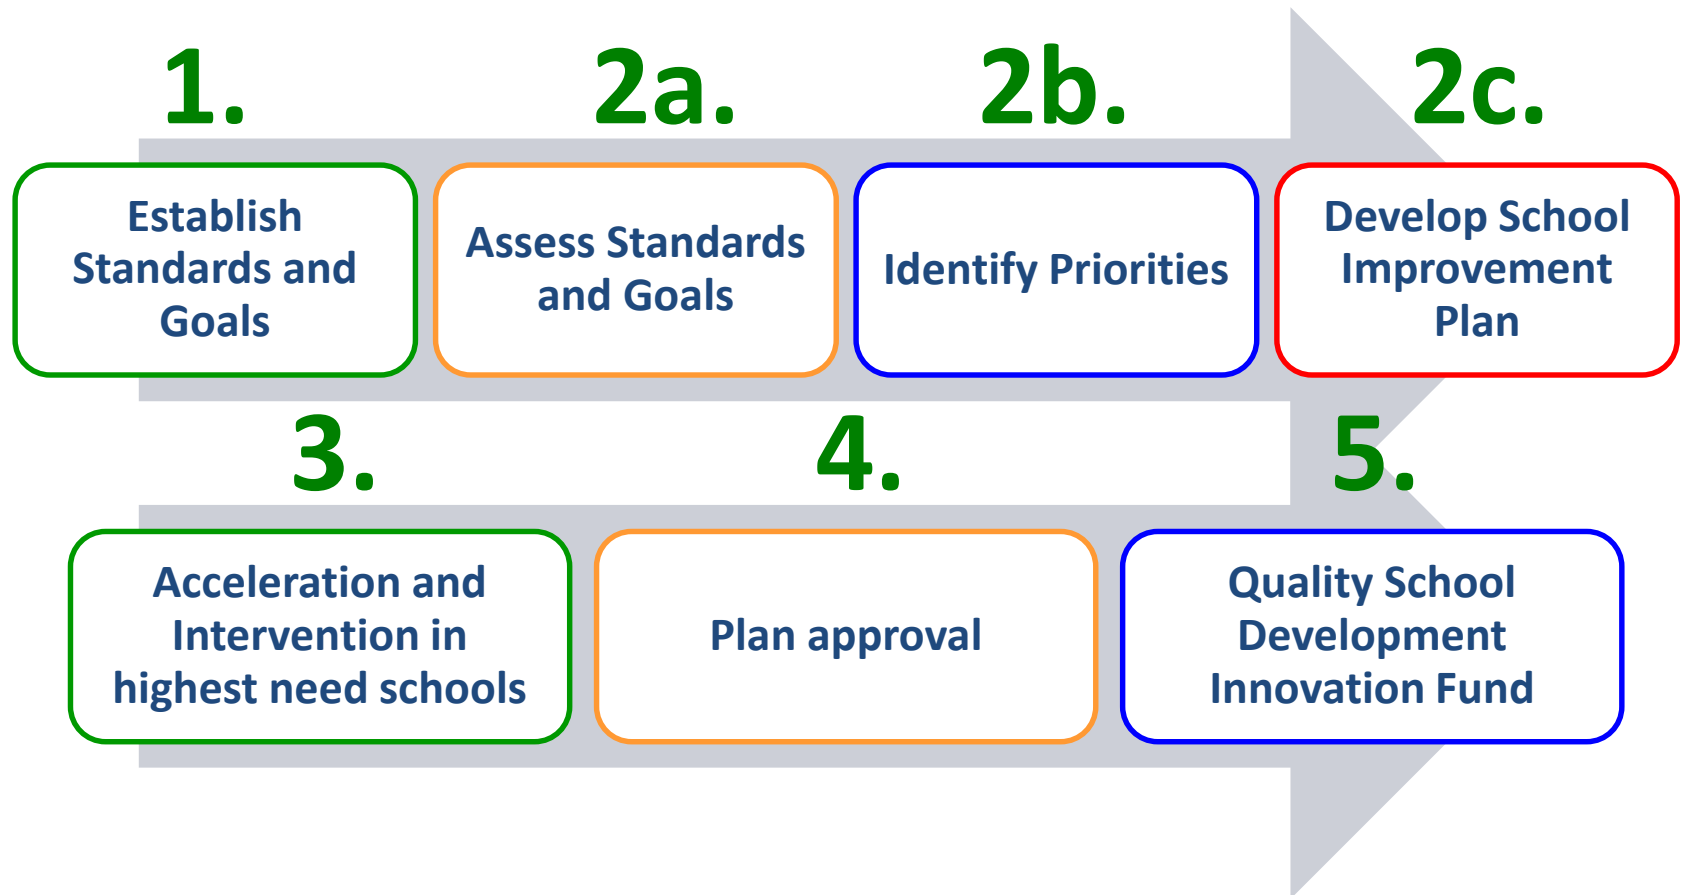 1.
2a.
2b.
2c.
Establish
Standards and
Goals
Assess Standards
and Goals
Identify Priorities
Develop School
Improvement
Plan
3.
4.
5.
Acceleration and
Intervention in
highest need schools
Plan approval
Quality School
Development
Innovation Fund